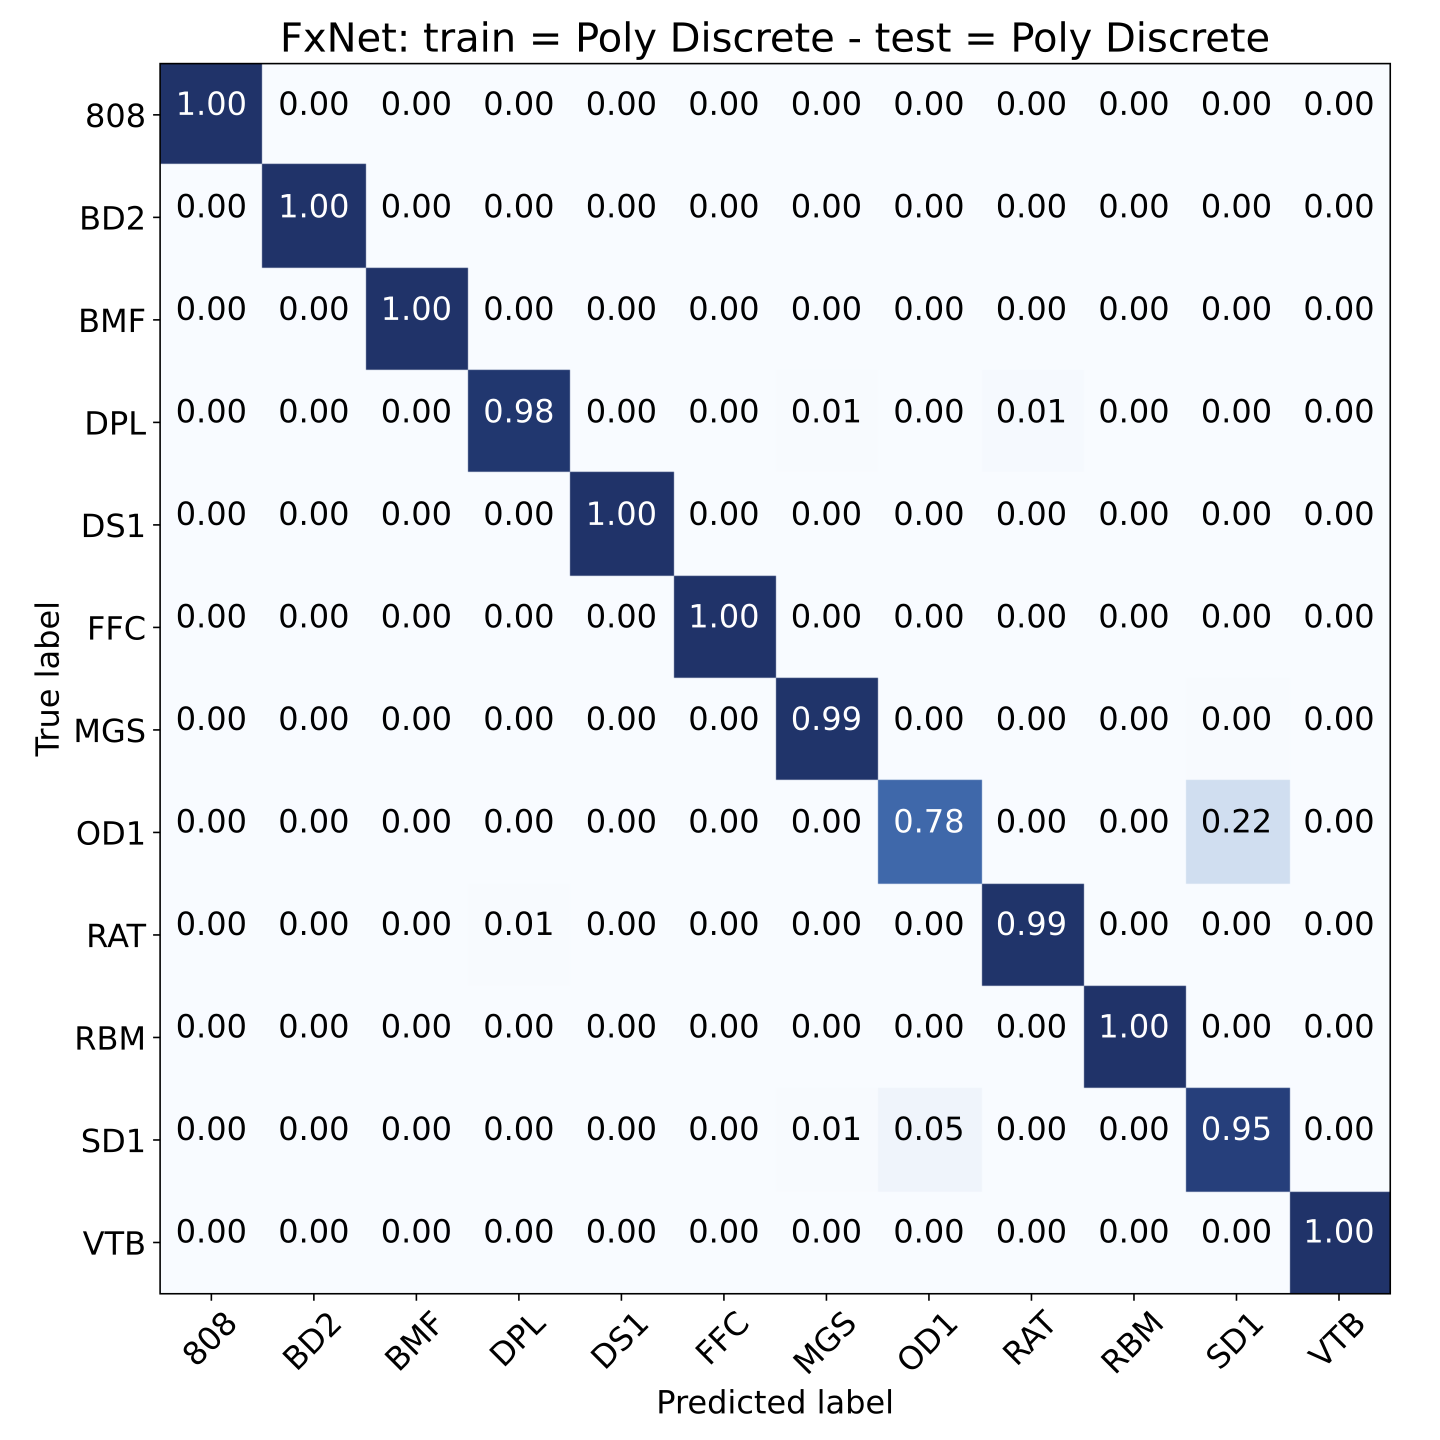 FxNet: train = Poly Discrete - test = Poly Discrete
808 1.00 0.00 0.00 0.00 0.00 0.00 0.00 0.00 0.00 0.00 0.00 0.00
BD2 0.00 1.00 0.00 0.00 0.00 0.00 0.00 0.00 0.00 0.00 0.00 0.00
BMF 0.00 0.00 1.00 0.00 0.00 0.00 0.00 0.00 0.00 0.00 0.00 0.00
DPL 0.00 0.00 0.00 0.98 0.00 0.00 0.01 0.00 0.01 0.00 0.00 0.00
DS1 0.00 0.00 0.00 0.00 1.00 0.00 0.00 0.00 0.00 0.00 0.00 0.00
FFC 0.00 0.00 0.00 0.00 0.00 1.00 0.00 0.00 0.00 0.00 0.00 0.00
MGS 0.00 0.00 0.00 0.00 0.00 0.00 0.99 0.00 0.00 0.00 0.00 0.00
OD1 0.00 0.00 0.00 0.00 0.00 0.00 0.00 0.78 0.00 0.00 0.22 0.00
RAT 0.00 0.00 0.00 0.01 0.00 0.00 0.00 0.00 0.99 0.00 0.00 0.00
RBM 0.00 0.00 0.00 0.00 0.00 0.00 0.00 0.00 0.00 1.00 0.00 0.00
SD1 0.00 0.00 0.00 0.00 0.00 0.00 0.01 0.05 0.00 0.00 0.95 0.00
VTB 0.00 0.00 0.00 0.00 0.00 0.00 0.00 0.00 0.00 0.00 0.00 1.00
True label
808 BD2 BMF DPL DS1 FFC MGS OD1 RAT RBM SD1 VTB
Predicted label